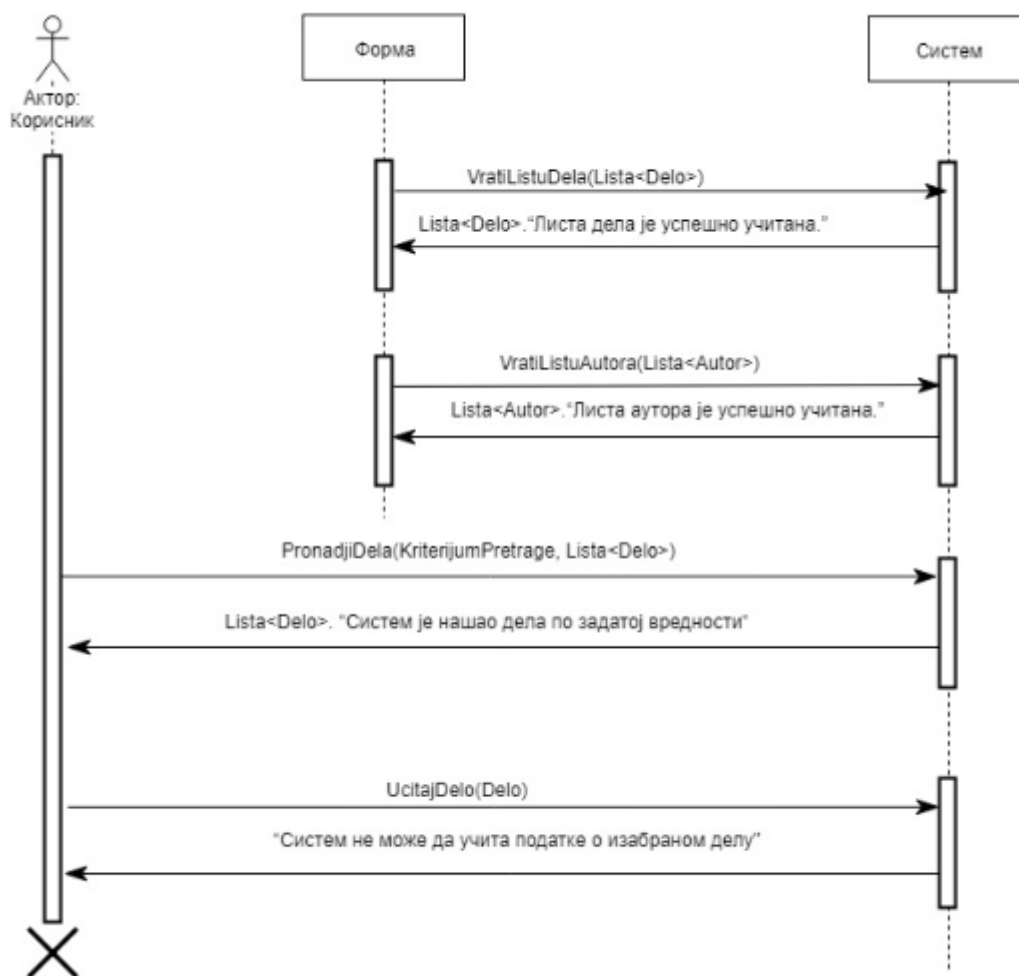 Форма
Систем
Актор:
Корисник
VratiListuDela(Lista<Delo>)
Lista<Delo>.“Листа дела је успешно учитана.”
VratiListuAutora(Lista<Autor>)
Lista<Autor>.“Листа аутора је успешно учитана.”
PronadjiDela(KriterijumPretrage, Lista<Delo>)
Lista<Delo>. “Систем је нашао дела по задатој вредности“
UcitajDelo(Delo)
“Систем не може да учита податке о изабраном делу”